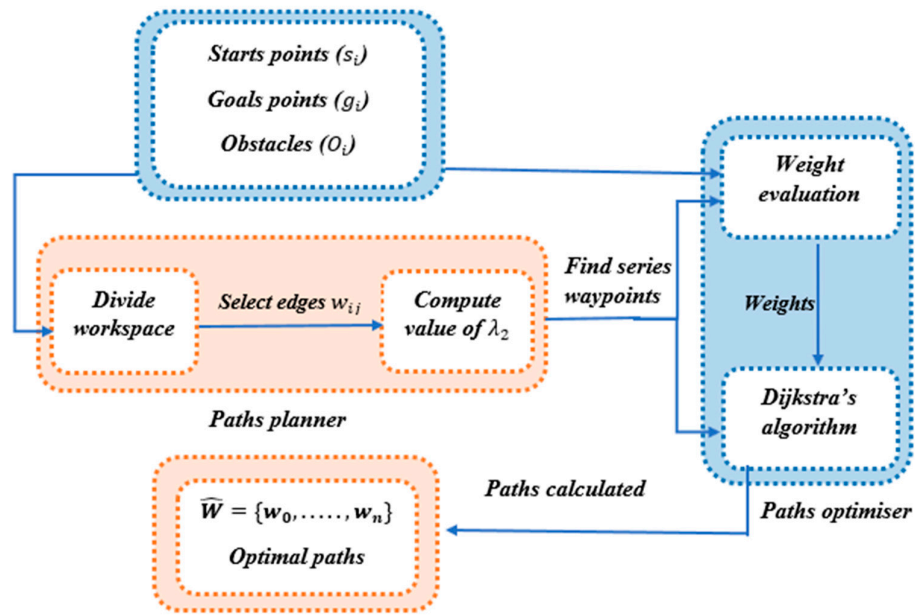 Starts points (sᵢ)
Goals points (gᵢ)
Obstacles (Oᵢ)
Weight
evaluation
Divide
workspace
Select edges wᵢⱼ
Compute
value of λ₂
Find series
waypoints
Weights
Paths planner
Dijkstra's
algorithm
Ŵ = {w₀,.....,wₙ}
Optimal paths
Paths calculated
Paths optimiser